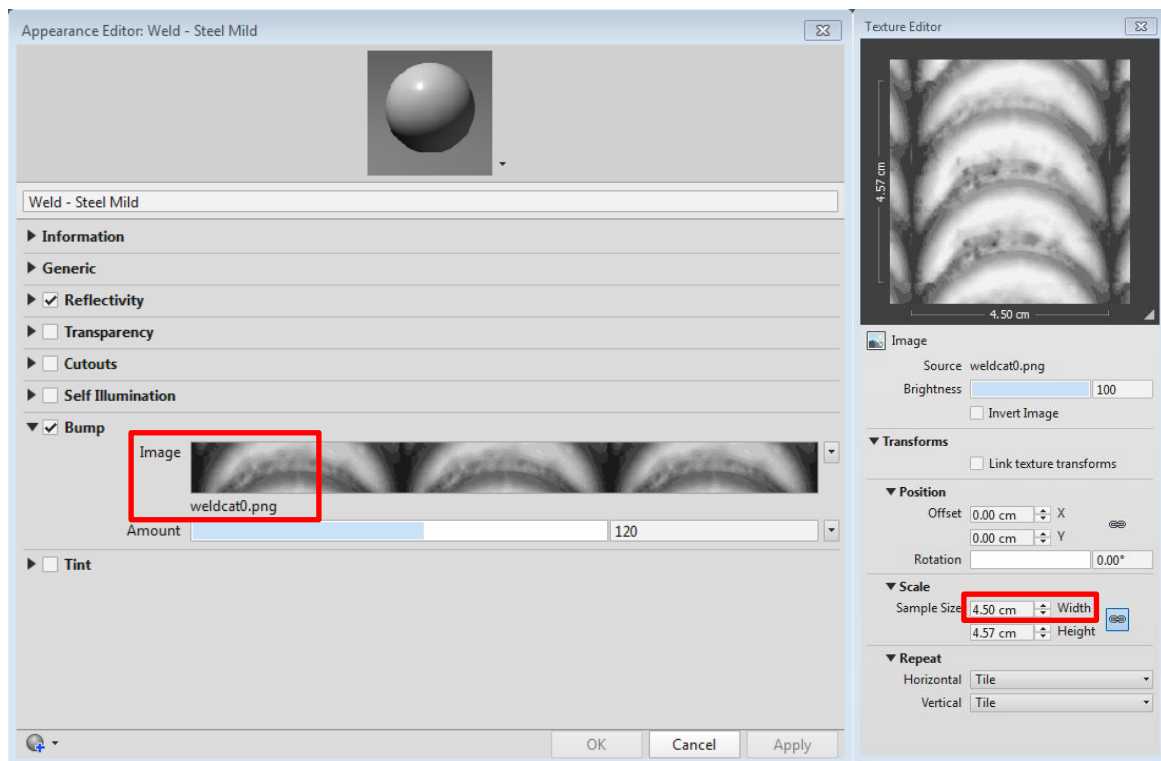 Appearance Editor: Weld - Steel Mild
Weld - Steel Mild
Information
Generic
Reflectivity
Transparency
Cutouts
Self Illumination
Bump
Image
weldcat0.png
Amount 120
Tint
OK Cancel Apply
Texture Editor
4.57 cm
4.50 cm
Image
Source weldcat0.png
Brightness 100
Invert Image
Transforms
Link texture transforms
Position
Offset 0.00 cm X
0.00 cm Y
Rotation 0.00°
Scale
Sample Size 4.50 cm Width
4.57 cm Height
Repeat
Horizontal Tile
Vertical Tile